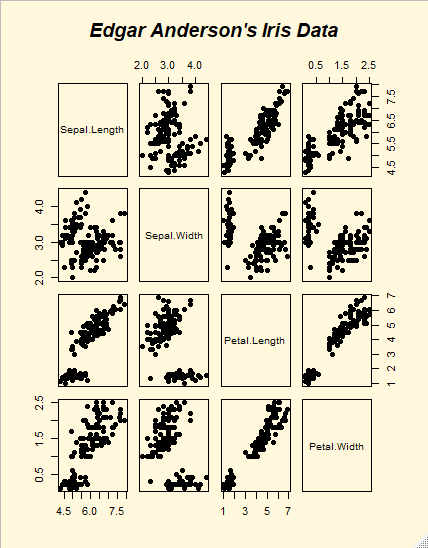 Edgar Anderson's Iris Data
2.0 3.0 4.0
0.5 1.5 2.5
Sepal.Length
4.5 5.5 6.5 7.5
2.0 3.0 4.0
Sepal.Width
Petal.Length
1 2 3 4 5 6 7
0.5 1.5 2.5
Petal.Width
4.5 6.0 7.5
1 3 5 7